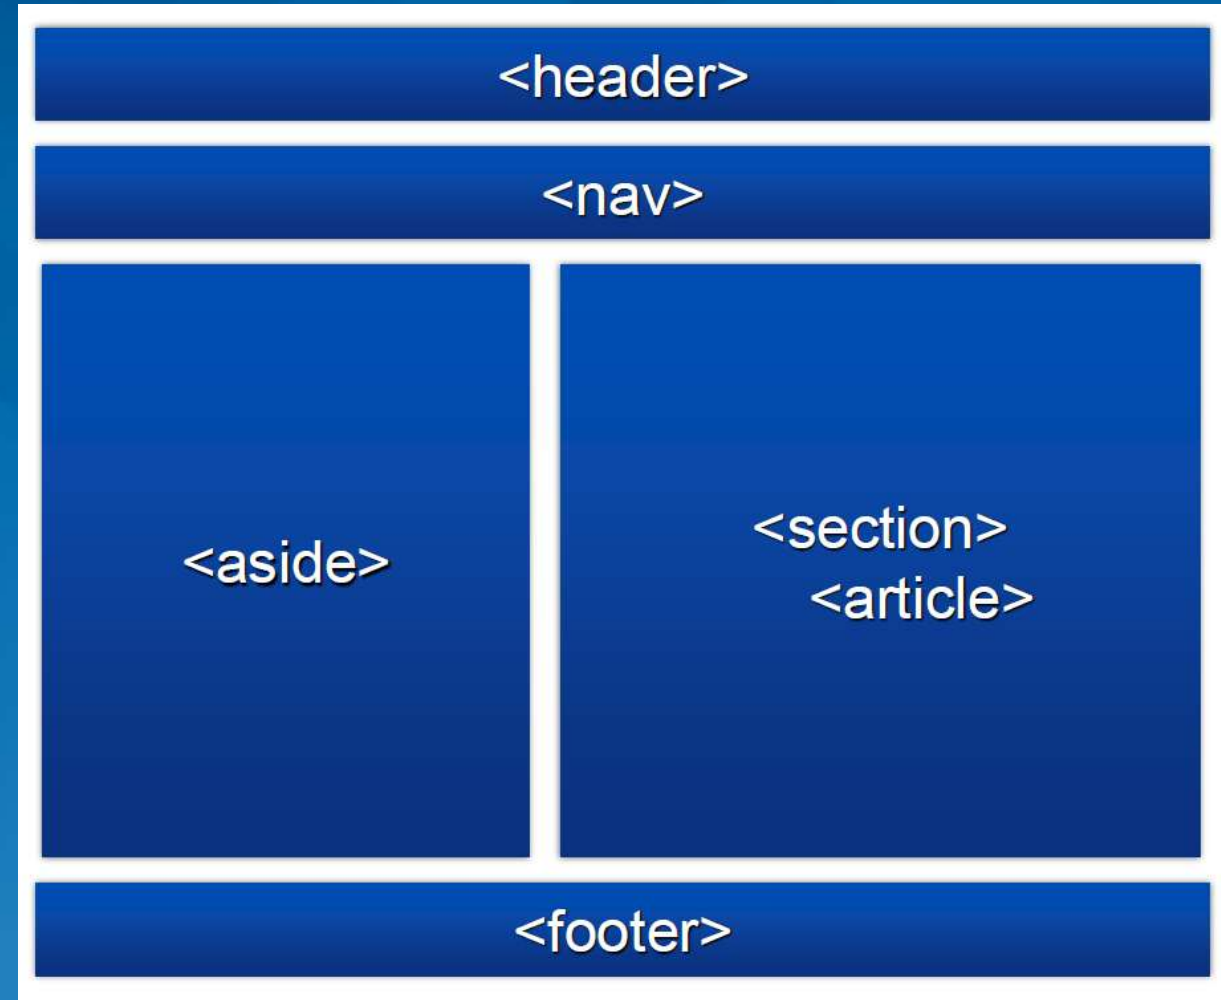 <header>
<nav>
<aside>
<section>
<article>
<footer>